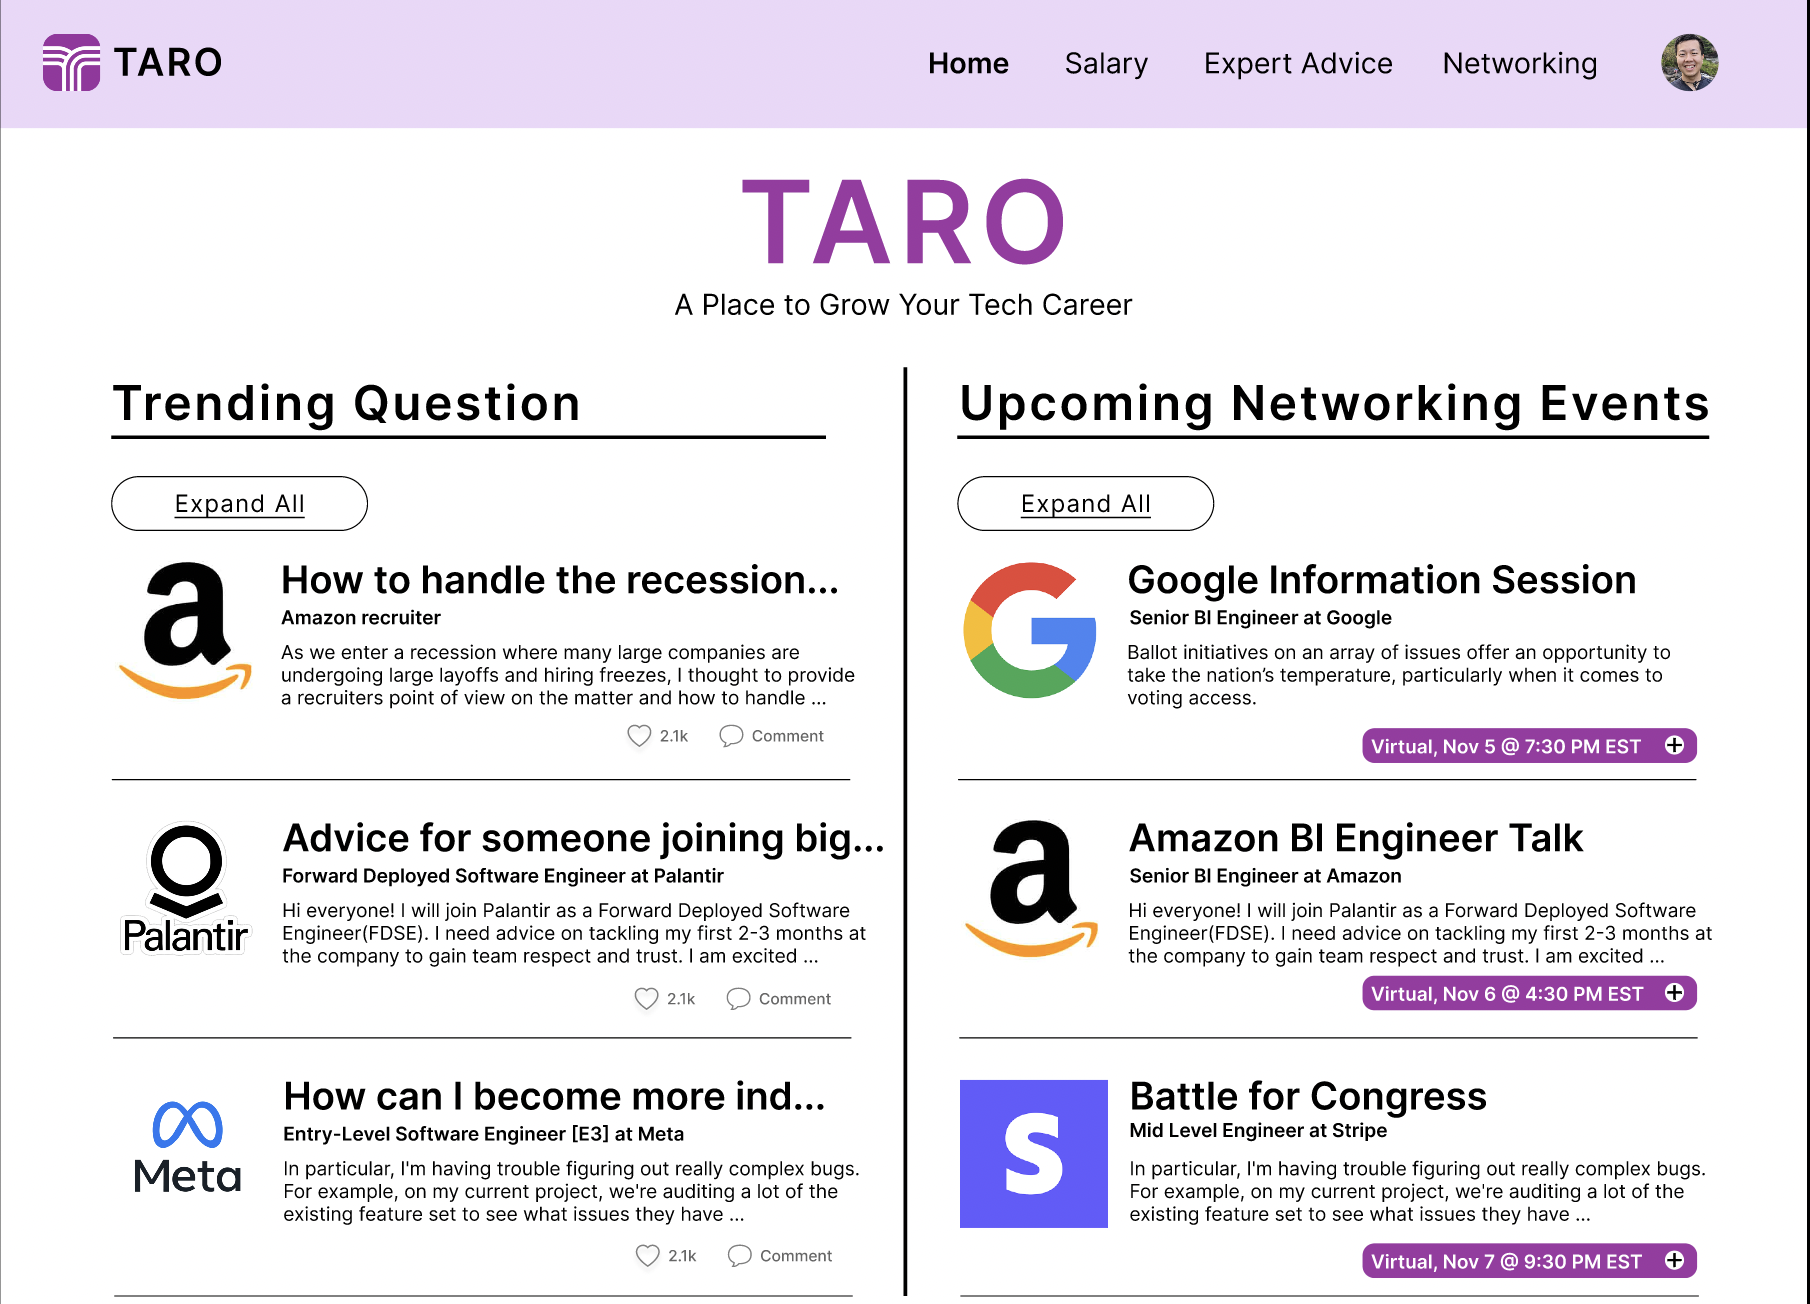 TARO
Home
Salary
Expert Advice
Networking
TARO
A Place to Grow Your Tech Career
Trending Question
Expand All
How to handle the recession...
Amazon recruiter
As we enter a recession where many large companies are
undergoing large layoffs and hiring freezes, I thought to provide
a recruiters point of view on the matter and how to handle ...
2.1k
Comment
Palantir
Advice for someone joining big...
Forward Deployed Software Engineer at Palantir
Hi everyone! I will join Palantir as a Forward Deployed Software
Engineer(FDSE). I need advice on tackling my first 2-3 months at
the company to gain team respect and trust. I am excited ...
2.1k
Comment
Meta
How can I become more ind...
Entry-Level Software Engineer [E3] at Meta
In particular, I'm having trouble figuring out really complex bugs.
For example, on my current project, we're auditing a lot of the
existing feature set to see what issues they have ...
2.1k
Comment
Upcoming Networking Events
Expand All
Google Information Session
Senior BI Engineer at Google
Ballot initiatives on an array of issues offer an opportunity to
take the nation’s temperature, particularly when it comes to
voting access.
Virtual, Nov 5 @ 7:30 PM EST
Amazon BI Engineer Talk
Senior BI Engineer at Amazon
Hi everyone! I will join Palantir as a Forward Deployed Software
Engineer(FDSE). I need advice on tackling my first 2-3 months at
the company to gain team respect and trust. I am excited ...
Virtual, Nov 6 @ 4:30 PM EST
Battle for Congress
Mid Level Engineer at Stripe
In particular, I'm having trouble figuring out really complex bugs.
For example, on my current project, we're auditing a lot of the
existing feature set to see what issues they have ...
Virtual, Nov 7 @ 9:30 PM EST